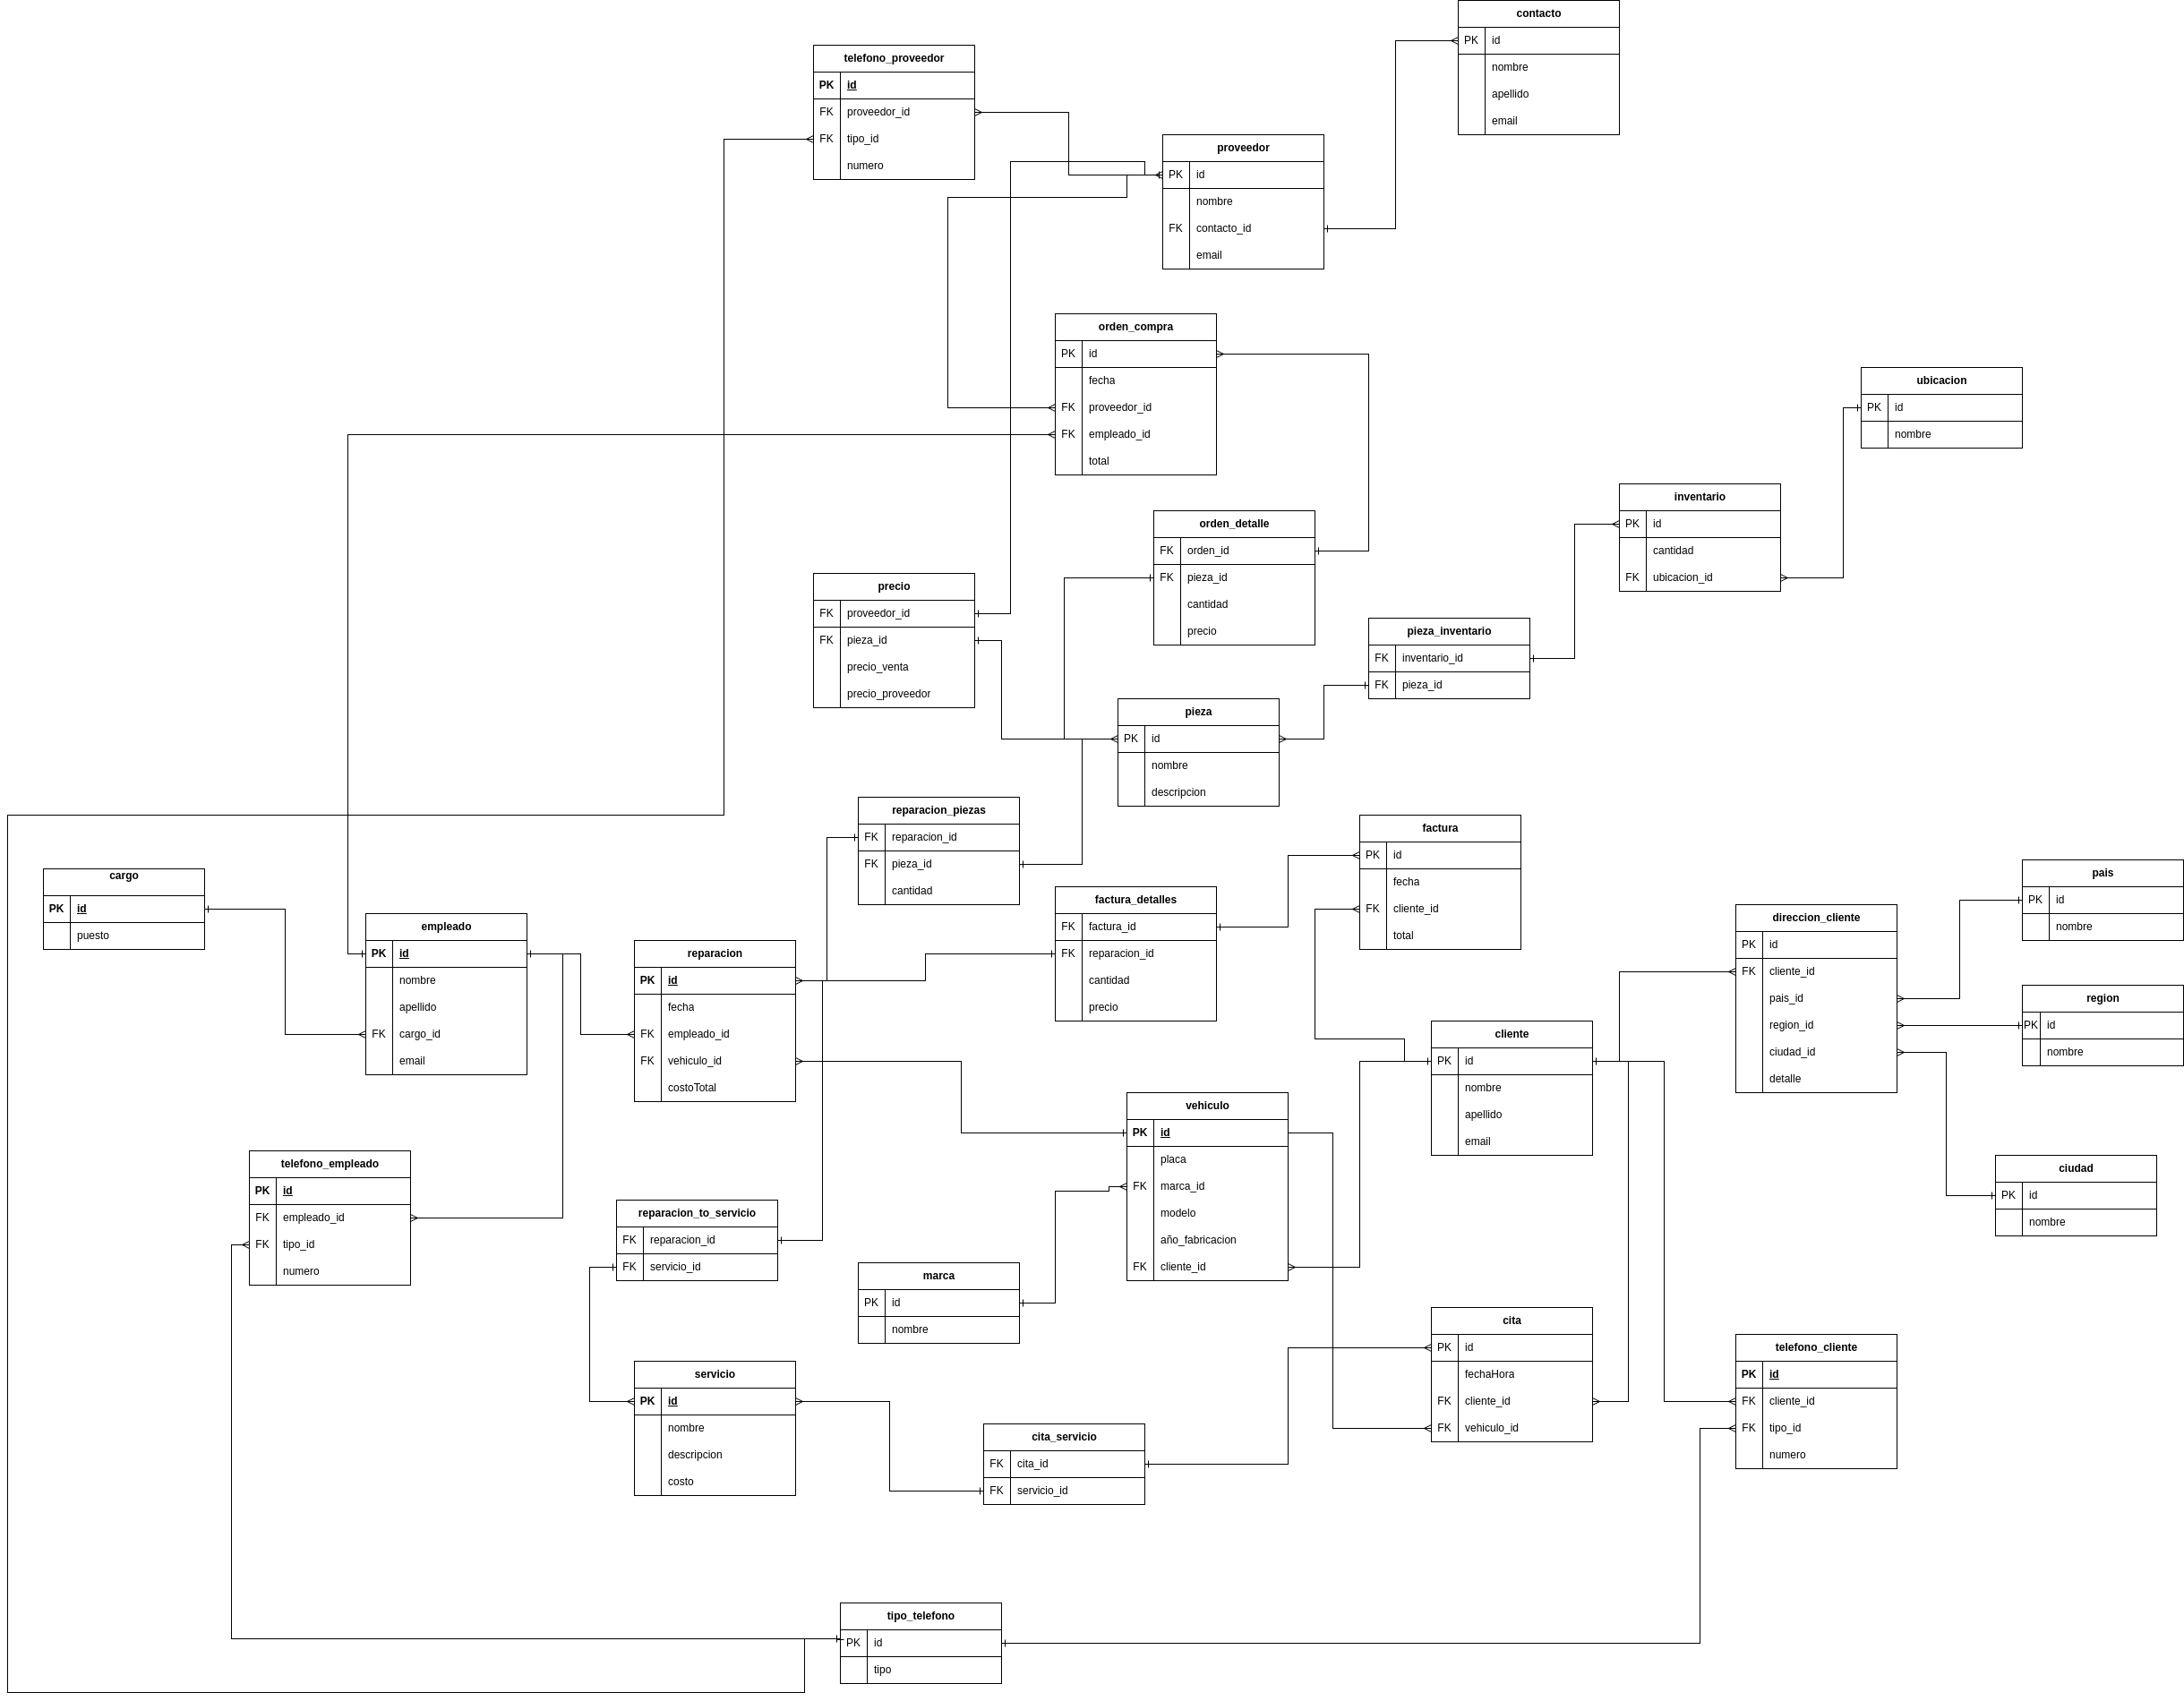 contacto
PK id
nombre
apellido
email
telefono_proveedor
PK id
FK proveedor_id
FK tipo_id
numero
proveedor
PK id
nombre
FK contacto_id
email
orden_compra
PK id
fecha
FK proveedor_id
FK empleado_id
total
ubicacion
PK id
nombre
inventario
PK id
cantidad
FK ubicacion_id
orden_detalle
FK orden_id
FK pieza_id
cantidad
precio
precio
FK proveedor_id
FK pieza_id
precio_venta
precio_proveedor
pieza_inventario
FK inventario_id
FK pieza_id
pieza
PK id
nombre
descripcion
reparacion_piezas
FK reparacion_id
FK pieza_id
cantidad
factura
PK id
fecha
FK cliente_id
total
cargo
PK id
puesto
empleado
PK id
nombre
apellido
FK cargo_id
email
reparacion
PK id
fecha
FK empleado_id
FK vehiculo_id
costoTotal
factura_detalles
FK factura_id
FK reparacion_id
cantidad
precio
direccion_cliente
PK id
FK cliente_id
pais_id
region_id
ciudad_id
detalle
pais
PK id
nombre
region
PK id
nombre
cliente
PK id
nombre
apellido
email
vehiculo
PK id
placa
FK marca_id
modelo
año_fabricacion
FK cliente_id
ciudad
PK id
nombre
telefono_empleado
PK id
FK empleado_id
FK tipo_id
numero
reparacion_to_servicio
FK reparacion_id
FK servicio_id
marca
PK id
nombre
cita
PK id
fechaHora
FK cliente_id
FK vehiculo_id
telefono_cliente
PK id
FK cliente_id
FK tipo_id
numero
servicio
PK id
nombre
descripcion
costo
cita_servicio
FK cita_id
FK servicio_id
tipo_telefono
PK id
tipo